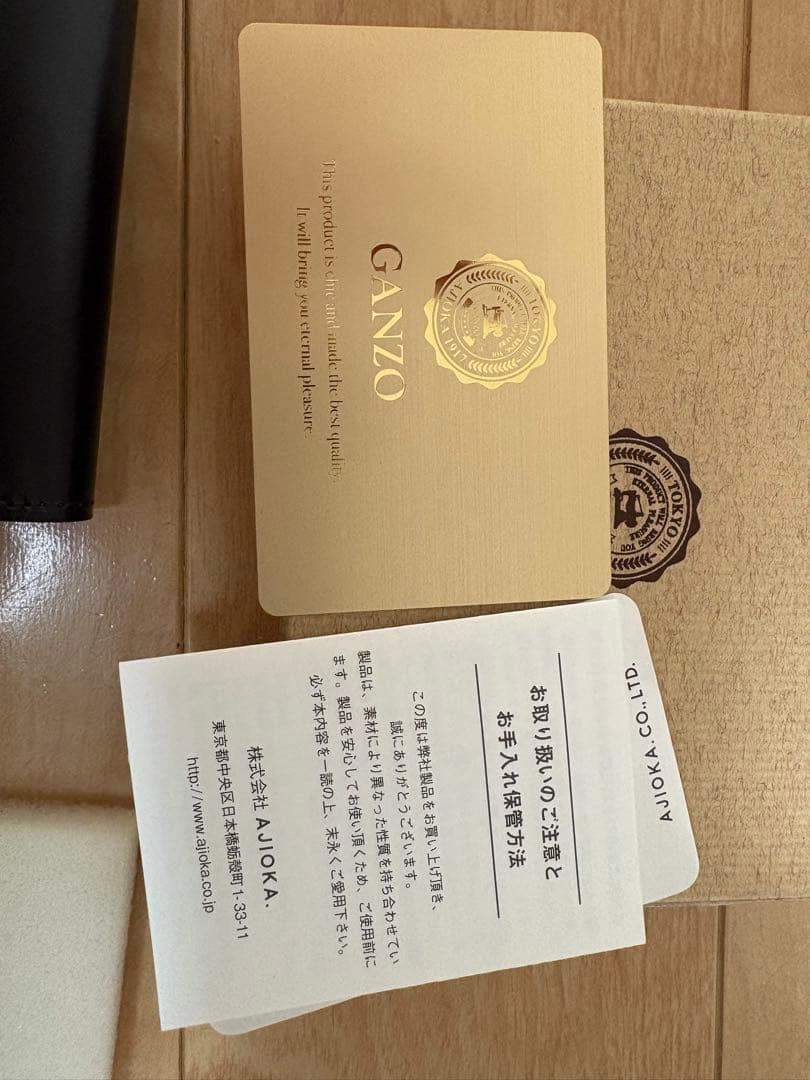 TOKYO
AJIOKA 1917
GANZO
This product is chic and made the best quality
It will bring you eternal pleasure
TOKYO
THIS PRODUCT WILL BRING YOU
ETERNAL PLEASURE
AJIOKA.CO.,LTD.
お取り扱いのご注意と
お手入れ保管方法
この度は弊社製品をお買い上げ頂き、
誠にありがとうございます。
製品は、素材により異なった性質を持ち合わせてい
ます。製品を安心してお使い頂くため、ご使用前に
必ず本内容を一読の上、末永くご愛用下さい。
株式会社 AJIOKA.
東京都中央区日本橋蛎殻町1-33-11
http://www.ajioka.co.jp